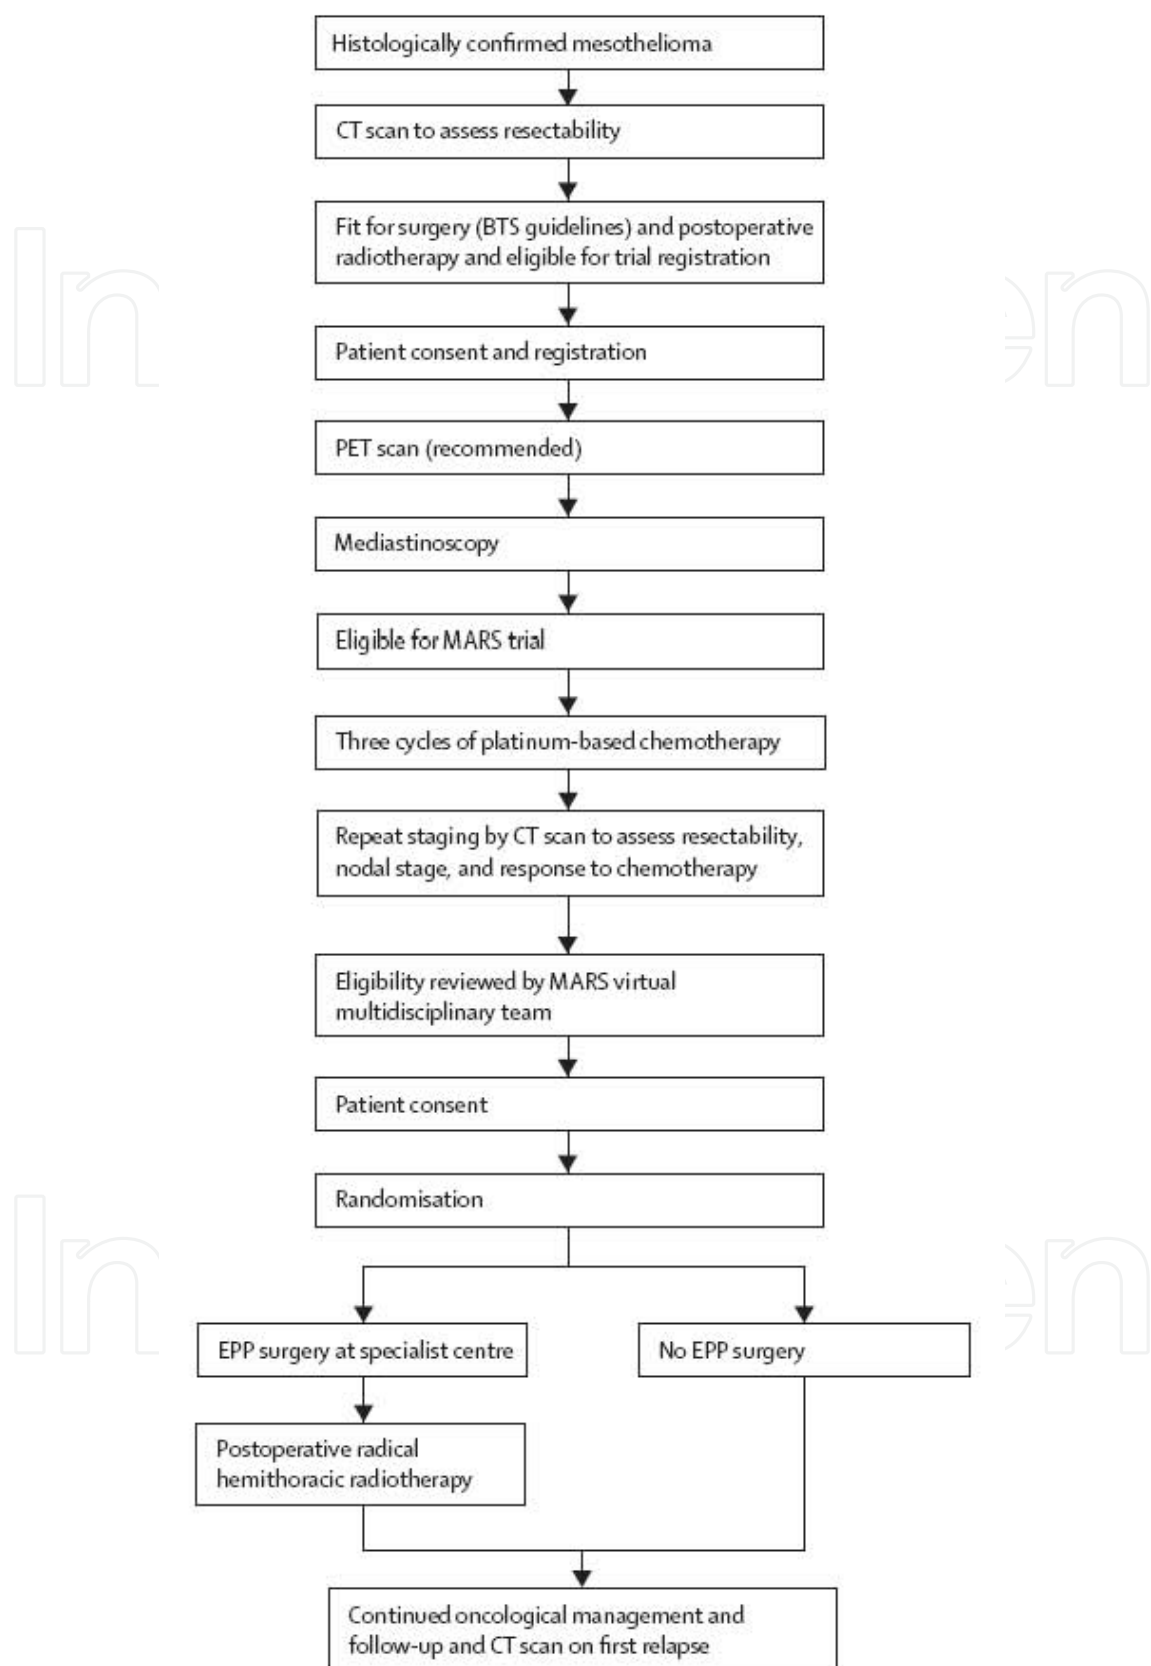 Histologically confirmed mesothelioma
CT scan to assess resectability
Fit for surgery (BTS guidelines) and postoperative
radiotherapy and eligible for trial registration
Patient consent and registration
PET scan (recommended)
Mediastinoscopy
Eligible for MARS trial
Three cycles of platinum-based chemotherapy
Repeat staging by CT scan to assess resectability,
nodal stage, and response to chemotherapy
Eligibility reviewed by MARS virtual
multidisciplinary team
Patient consent
Randomisation
EPP surgery at specialist centre
No EPP surgery
Postoperative radical
hemithoracic radiotherapy
Continued oncological management and
follow-up and CT scan on first relapse